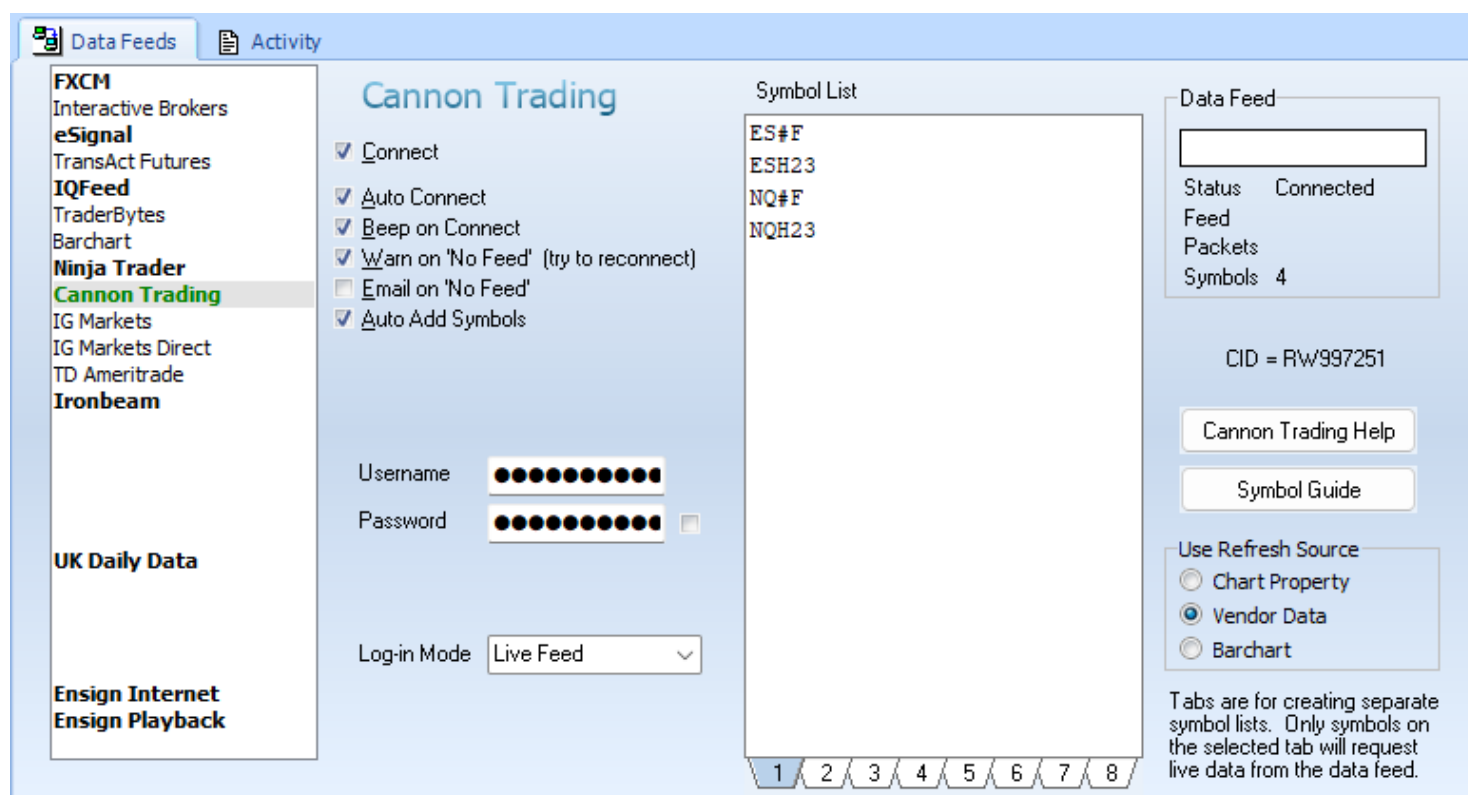 Data Feeds
Activity
FXCM
Interactive Brokers
eSignal
TransAct Futures
IQFeed
TraderBytes
Barchart
Ninja Trader
Cannon Trading
IG Markets
IG Markets Direct
TD Ameritrade
Ironbeam
UK Daily Data
Ensign Internet
Ensign Playback
Cannon Trading
Connect
Auto Connect
Beep on Connect
Warn on 'No Feed' (try to reconnect)
Email on 'No Feed'
Auto Add Symbols
Username ●●●●●●●●●●
Password ●●●●●●●●●●
Log-in Mode Live Feed
Symbol List
ES#F
ESH23
NQ#F
NQH23
1 2 3 4 5 6 7 8
Data Feed
Status Connected
Feed
Packets
Symbols 4
CID = RW997251
Cannon Trading Help
Symbol Guide
Use Refresh Source
Chart Property
Vendor Data
Barchart
Tabs are for creating separate
symbol lists. Only symbols on
the selected tab will request
live data from the data feed.